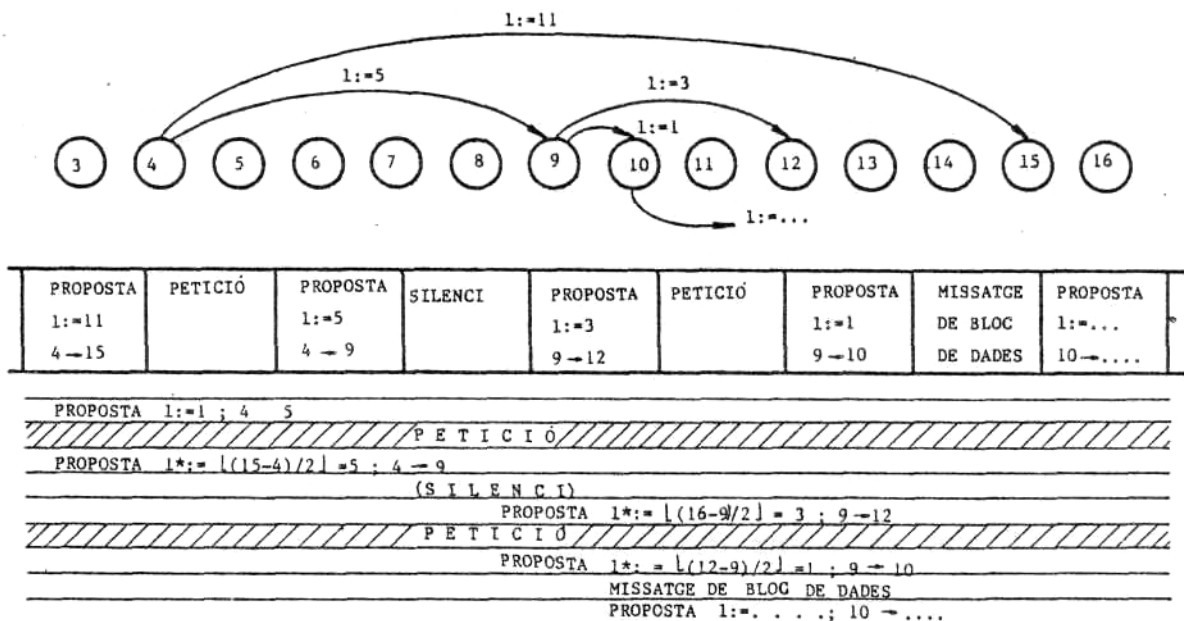 1:=11
1:=5
1:=3
1:=1
3 4 5 6 7 8 9 10 11 12 13 14 15 16
1:=...
PROPOSTA
1:=11
4→15
PETICIÓ
PROPOSTA
1:=5
4→9
SILENCI
PROPOSTA
1:=3
9→12
PETICIÓ
PROPOSTA
1:=1
9→10
MISSATGE
DE BLOC
DE DADES
PROPOSTA
1:=...
10→....
PROPOSTA 1:=1 ; 4 5
PETICIÓ
PROPOSTA 1*:= ⌊(15-4)/2⌋ =5 ; 4→9
(SILENCI)
PROPOSTA 1*:= ⌊(16-9)/2⌋ = 3 ; 9→12
PETICIÓ
PROPOSTA 1*: = ⌊(12-9)/2⌋ =1 ; 9→10
MISSATGE DE BLOG DE DADES
PROPOSTA 1:=. . . .; 10 →....